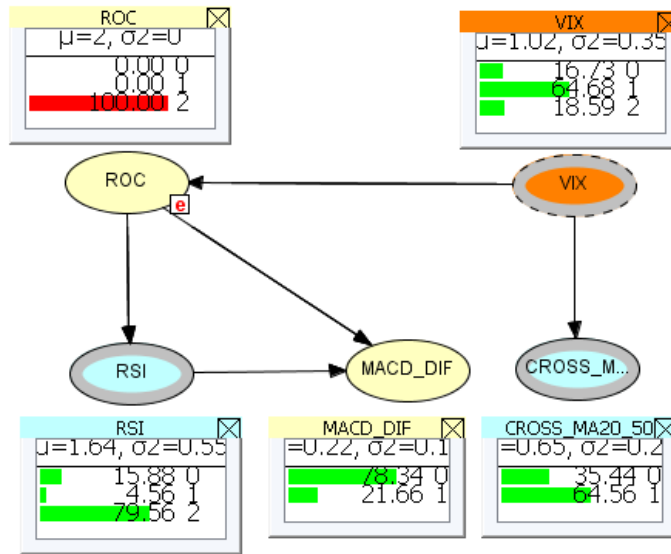 ROC
μ=2, σ2=0
0.00 0
0.00 1
100.00 2
VIX
μ=1.02, σ2=0.35
16.73 0
64.68 1
18.59 2
ROC
VIX
e
RSI
MACD_DIF
CROSS_M...
RSI
μ=1.64, σ2=0.55
15.88 0
4.56 1
79.56 2
MACD_DIF
=0.22, σ2=0.1
78.34 0
21.66 1
CROSS_MA20_50
=0.65, σ2=0.2
35.44 0
64.56 1